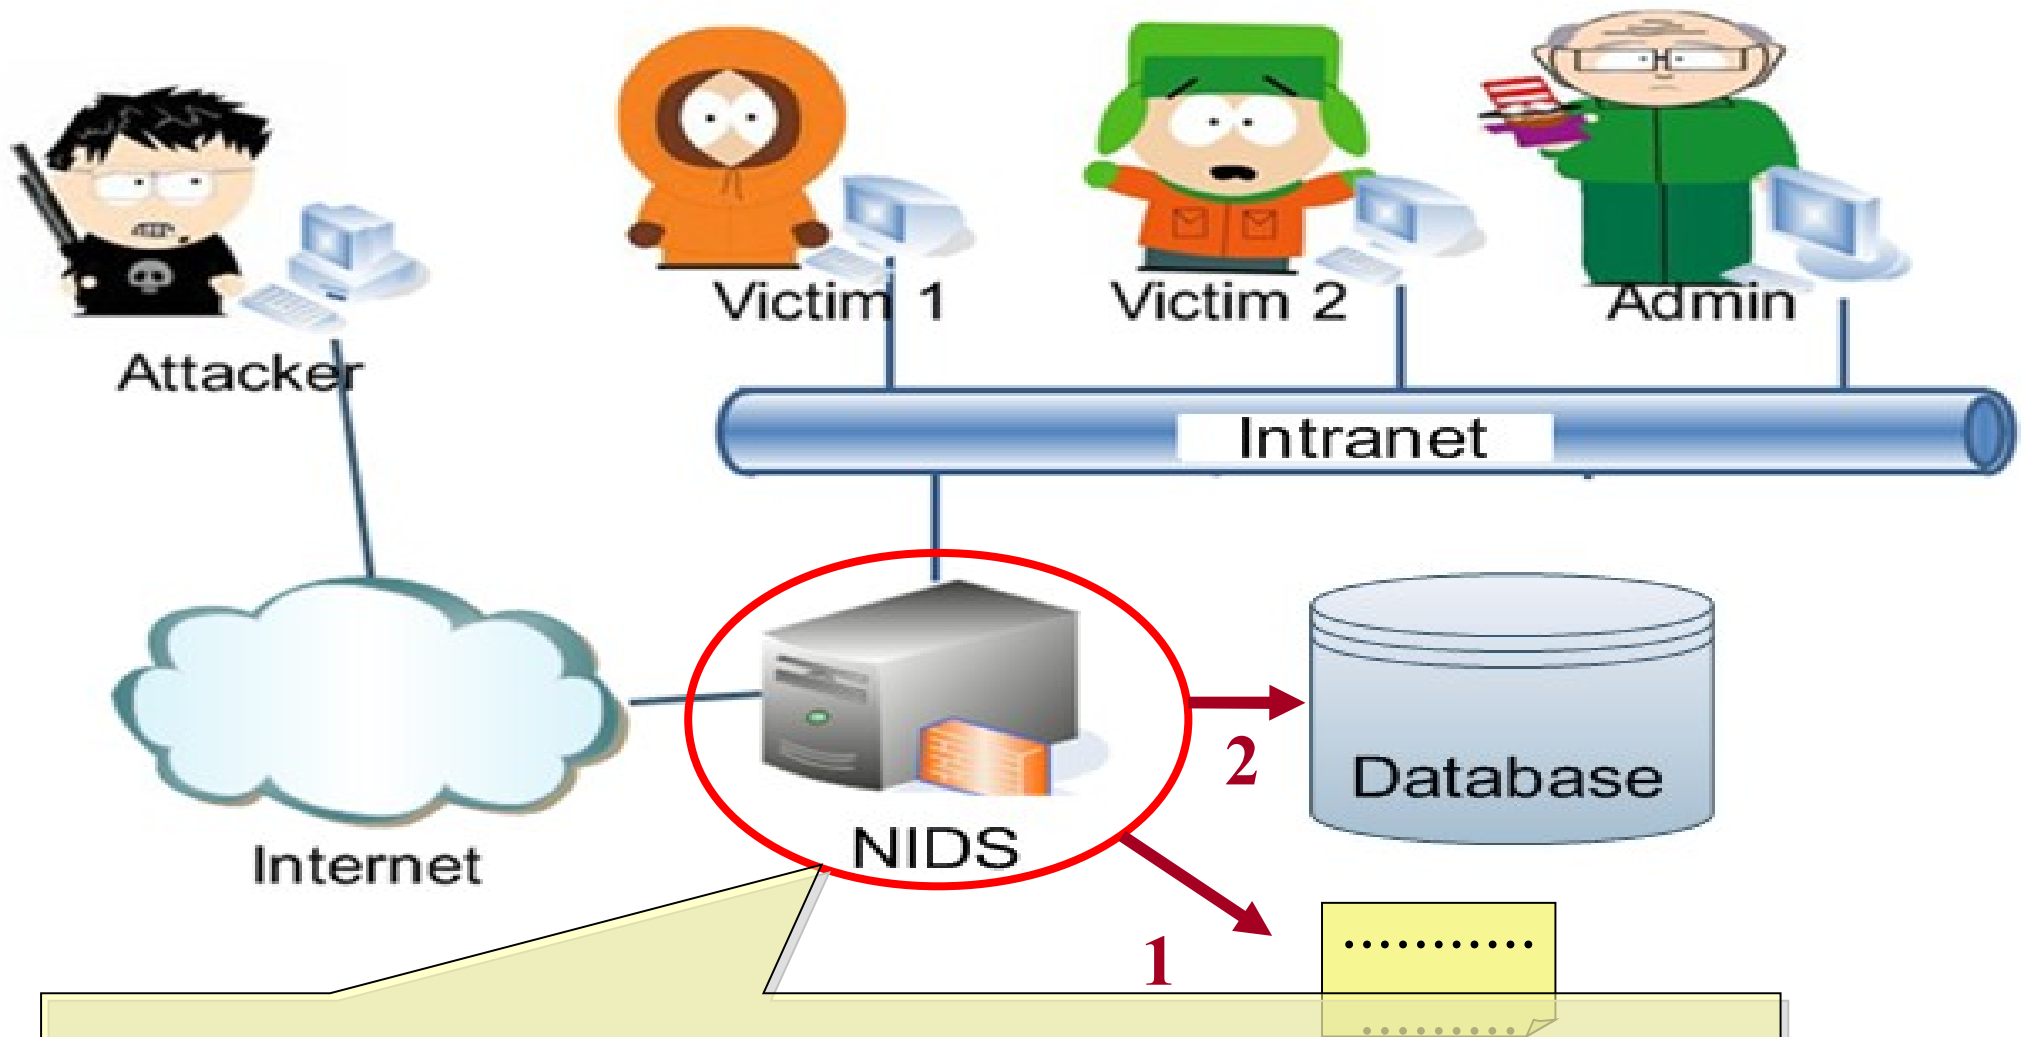 Victim 1
Victim 2
Admin
Attacker
Intranet
2
Database
NIDS
Internet
1
...........
.........